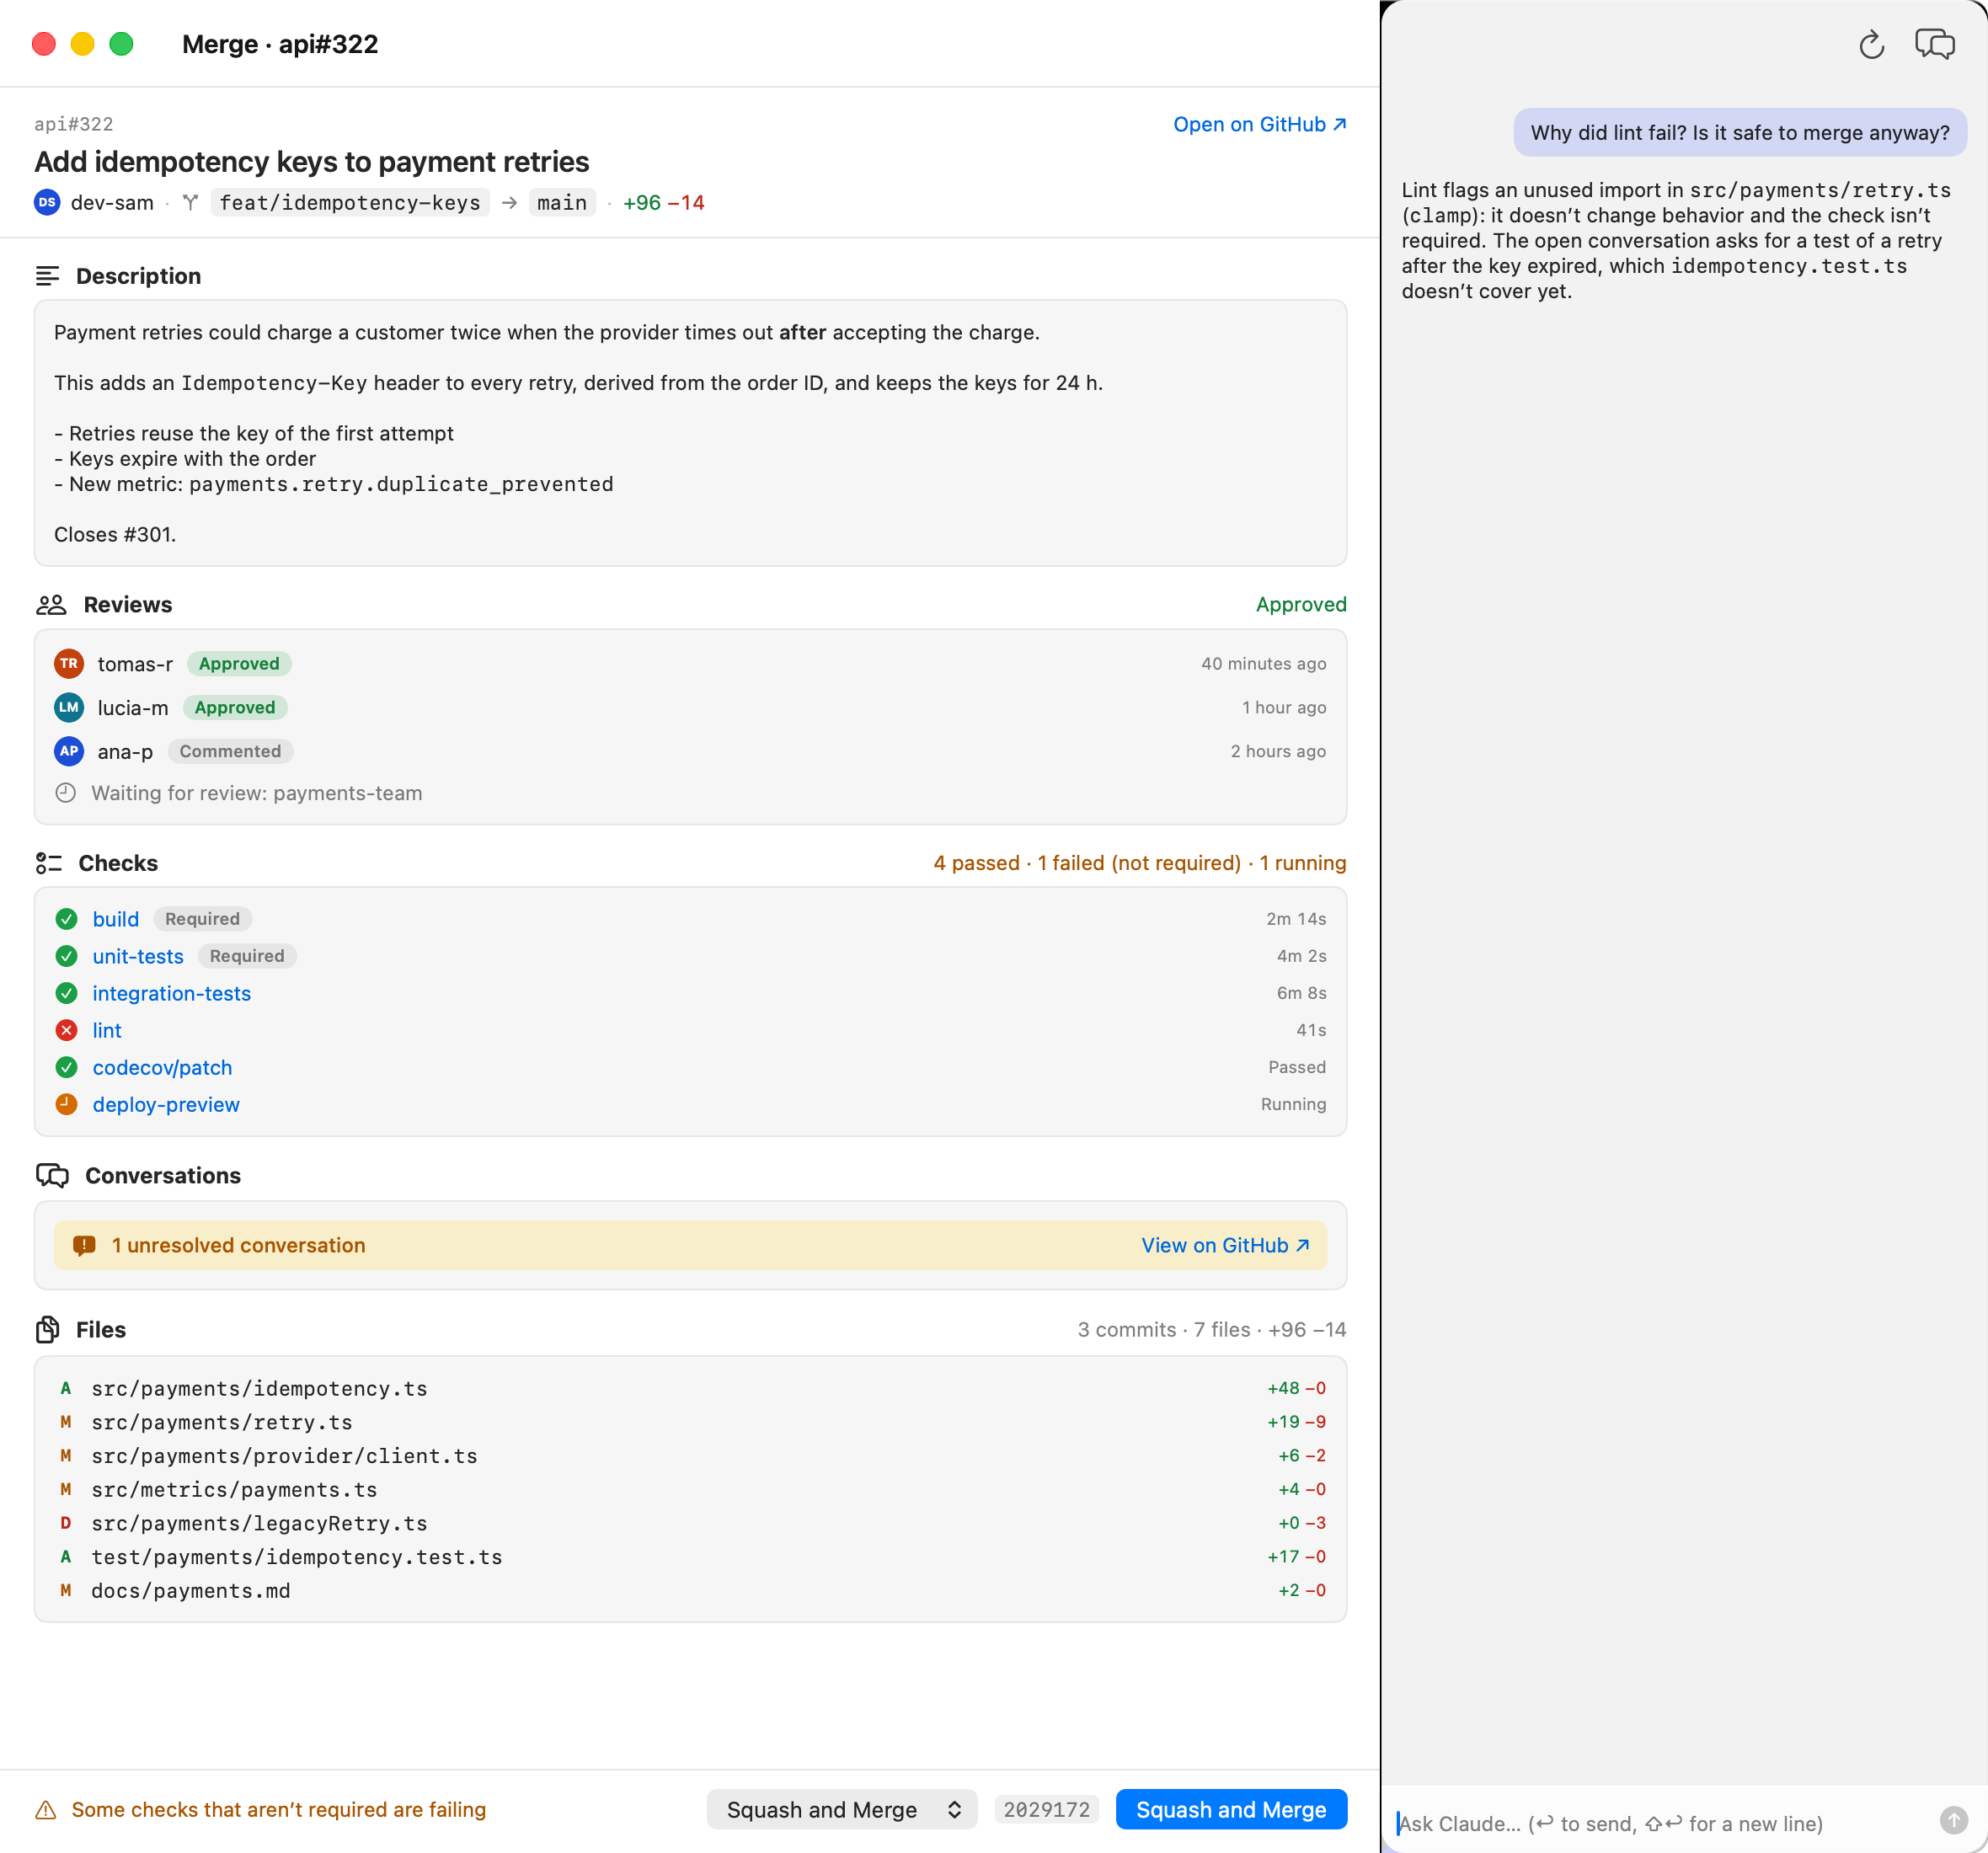 Merge · api#322
api#322
Open on GitHub ↗
Add idempotency keys to payment retries
DS dev-sam · feat/idempotency-keys → main · +96 −14
Description
Payment retries could charge a customer twice when the provider times out after accepting the charge.
This adds an Idempotency-Key header to every retry, derived from the order ID, and keeps the keys for 24 h.
- Retries reuse the key of the first attempt
- Keys expire with the order
- New metric: payments.retry.duplicate_prevented
Closes #301.
Reviews Approved
TR tomas-r Approved 40 minutes ago
LM lucia-m Approved 1 hour ago
AP ana-p Commented 2 hours ago
Waiting for review: payments-team
Checks 4 passed · 1 failed (not required) · 1 running
build Required 2m 14s
unit-tests Required 4m 2s
integration-tests 6m 8s
lint 41s
codecov/patch Passed
deploy-preview Running
Conversations
1 unresolved conversation View on GitHub ↗
Files 3 commits · 7 files · +96 −14
A src/payments/idempotency.ts +48 −0
M src/payments/retry.ts +19 −9
M src/payments/provider/client.ts +6 −2
M src/metrics/payments.ts +4 −0
D src/payments/legacyRetry.ts +0 −3
A test/payments/idempotency.test.ts +17 −0
M docs/payments.md +2 −0
Some checks that aren’t required are failing Squash and Merge 2029172 Squash and Merge
Why did lint fail? Is it safe to merge anyway?
Lint flags an unused import in src/payments/retry.ts
(clamp): it doesn’t change behavior and the check isn’t
required. The open conversation asks for a test of a retry
after the key expired, which idempotency.test.ts
doesn’t cover yet.
Ask Claude... (↩ to send, ⇧↩ for a new line)